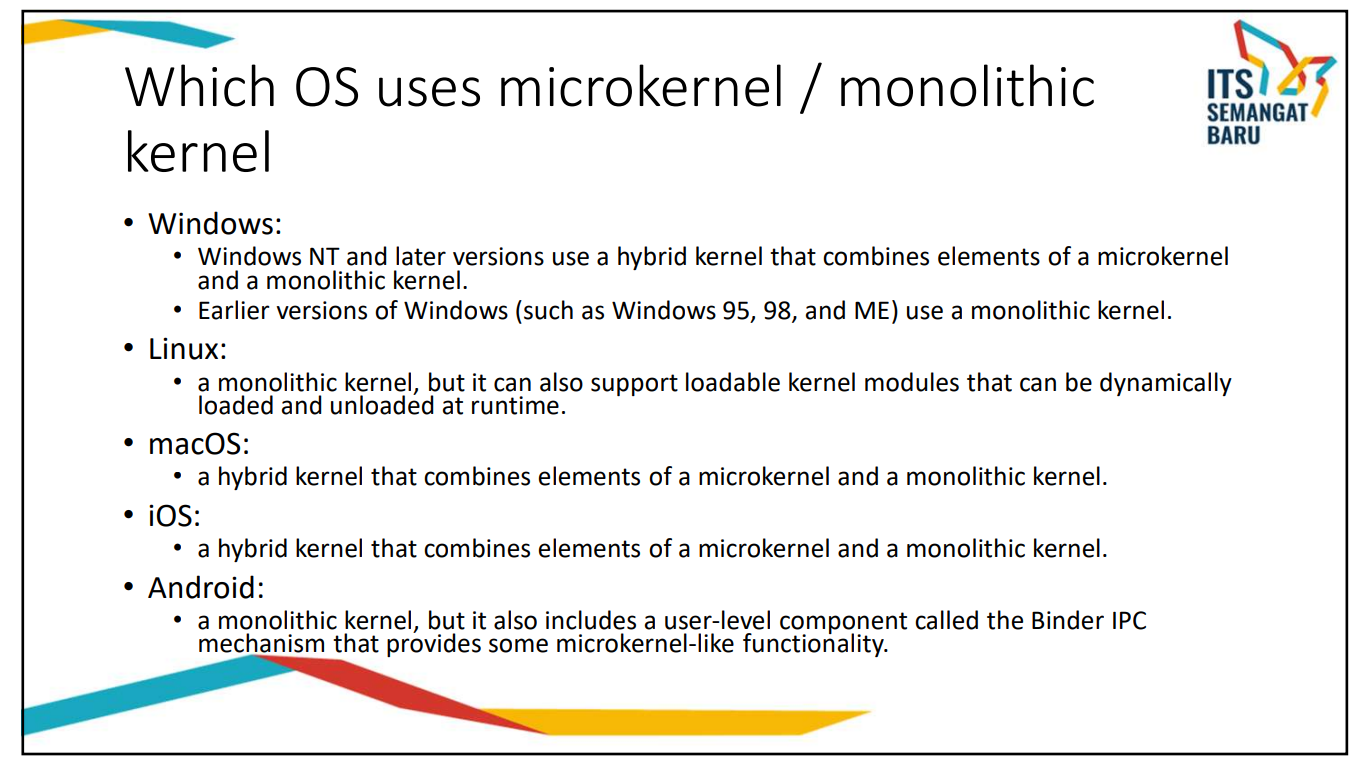 Which OS uses microkernel / monolithic
kernel
ITS
SEMANGAT
BARU
• Windows:
• Windows NT and later versions use a hybrid kernel that combines elements of a microkernel
and a monolithic kernel.
• Earlier versions of Windows (such as Windows 95, 98, and ME) use a monolithic kernel.
• Linux:
• a monolithic kernel, but it can also support loadable kernel modules that can be dynamically
loaded and unloaded at runtime.
• macOS:
• a hybrid kernel that combines elements of a microkernel and a monolithic kernel.
• iOS:
• a hybrid kernel that combines elements of a microkernel and a monolithic kernel.
• Android:
• a monolithic kernel, but it also includes a user-level component called the Binder IPC
mechanism that provides some microkernel-like functionality.